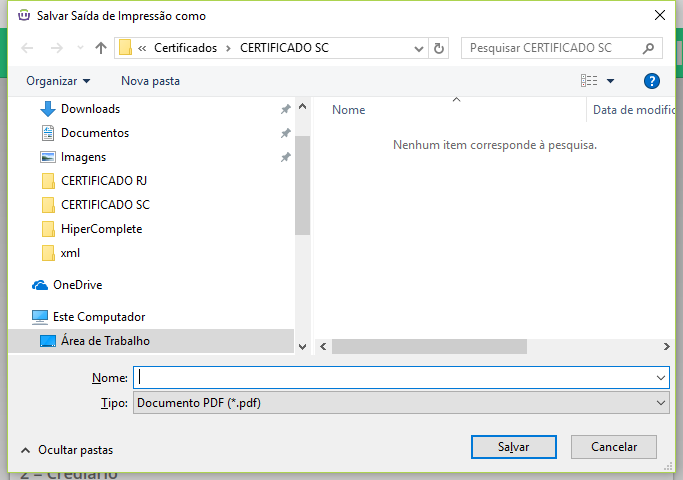 Salvar Saída de Impressão como
« Certificados › CERTIFICADO SC
Pesquisar CERTIFICADO SC
Organizar
Nova pasta
?
Downloads
Documentos
Imagens
CERTIFICADO RJ
CERTIFICADO SC
HiperComplete
xml
OneDrive
Este Computador
Área de Trabalho
Nome
Data de modific
Nenhum item corresponde à pesquisa.
Nome:
Tipo: Documento PDF (*.pdf)
Ocultar pastas
Salvar
Cancelar
2 – Crediário